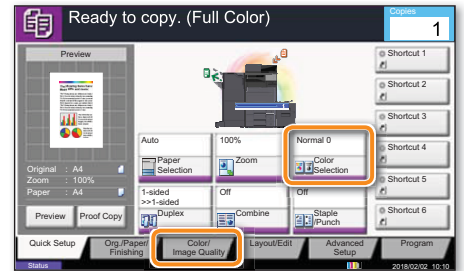 Ready to copy. (Full Color)
Copies
1
Preview
Original : A4
Zoom : 100%
Paper : A4
Preview
Proof Copy
Auto
Paper
Selection
100%
Zoom
Normal 0
Color
Selection
1-sided
>>1-sided
Duplex
Off
Combine
Off
Staple
/Punch
Shortcut 1
Shortcut 2
Shortcut 3
Shortcut 4
Shortcut 5
Shortcut 6
Quick Setup
Org./Paper/
Finishing
Color/
Image Quality
Layout/Edit
Advanced
Setup
Program
Status
2018/02/02 10:10